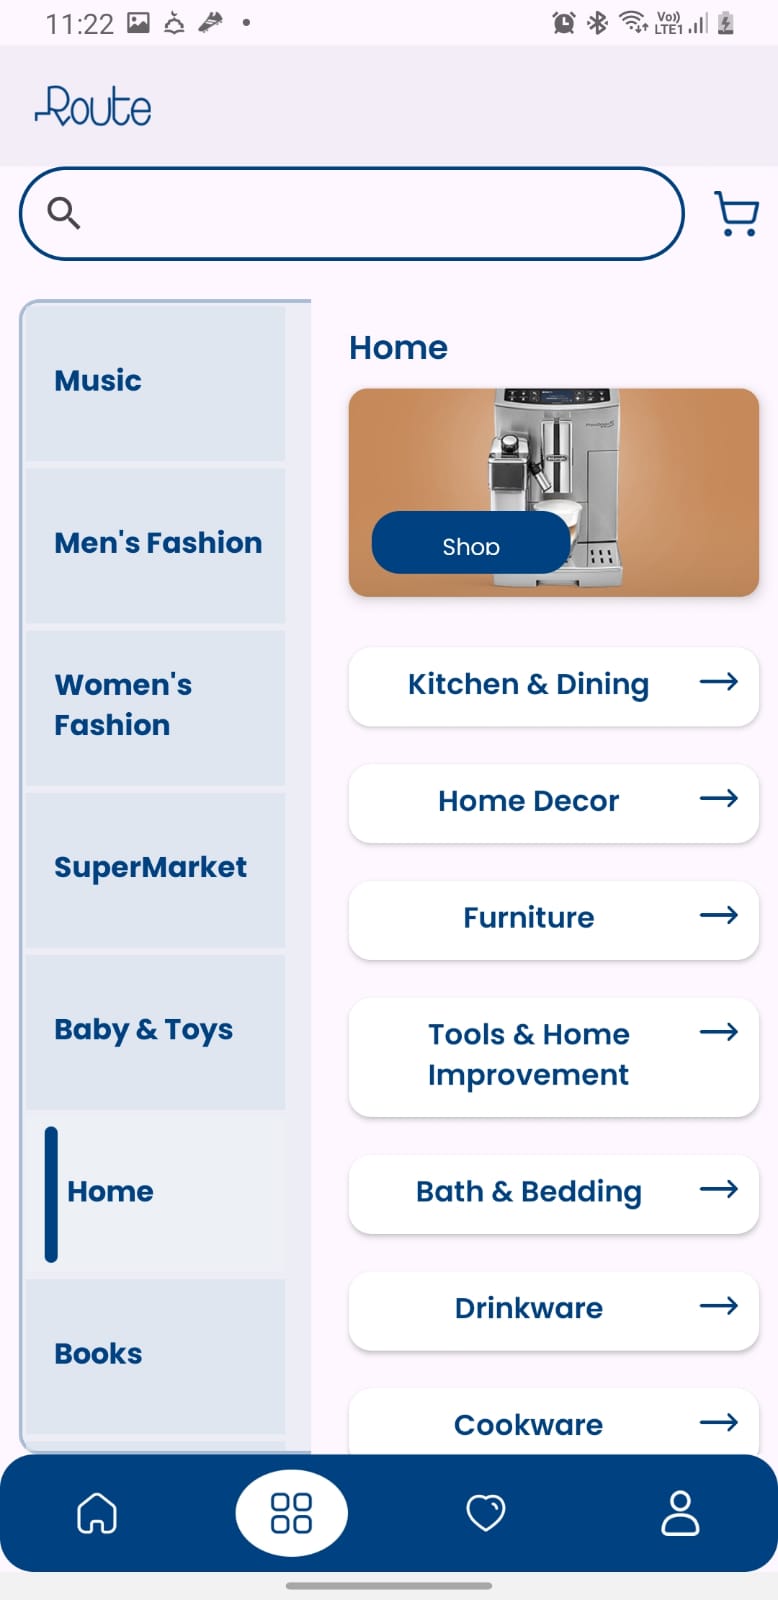 11:22
Vo))
LTE1
Route
Music
Men's Fashion
Women's
Fashion
SuperMarket
Baby & Toys
Home
Books
Home
Shop
Kitchen & Dining
Home Decor
Furniture
Tools & Home
Improvement
Bath & Bedding
Drinkware
Cookware